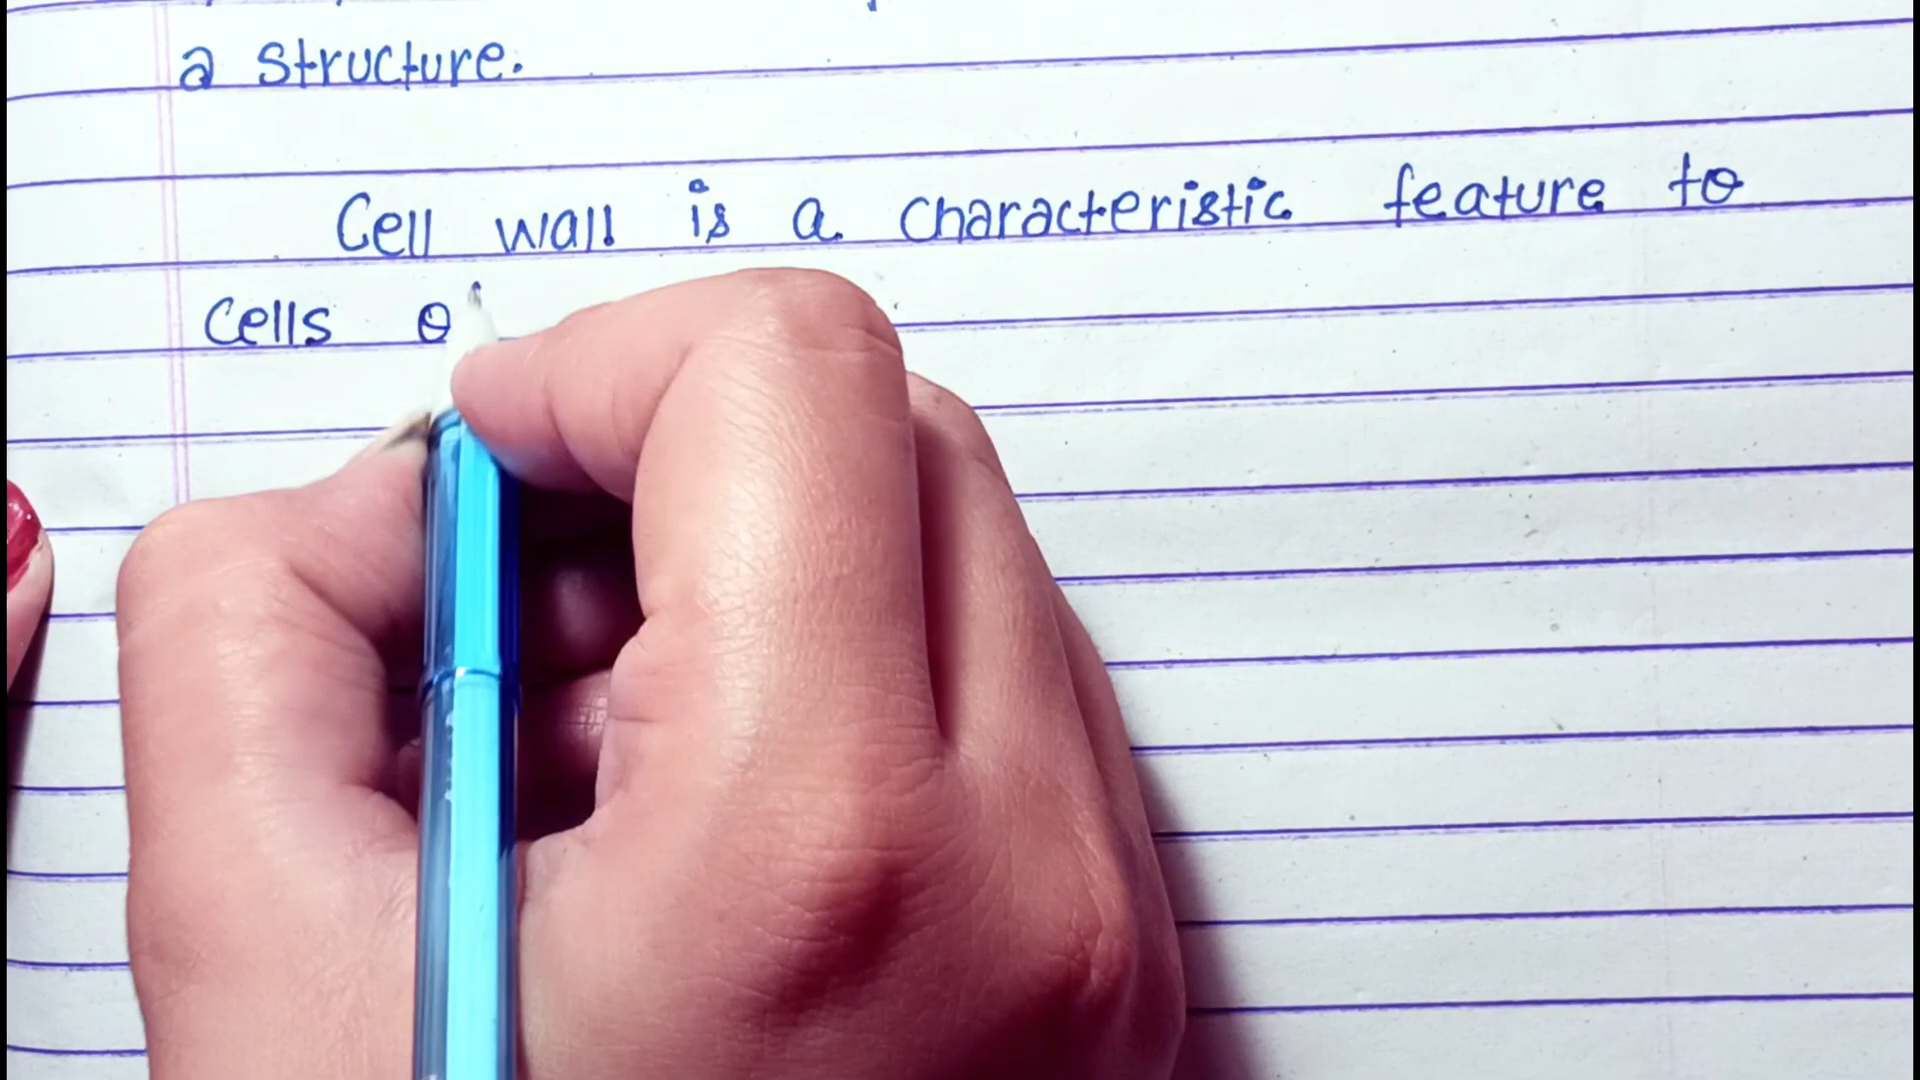 a structure.
Cell wall is a characteristic feature to
cells o